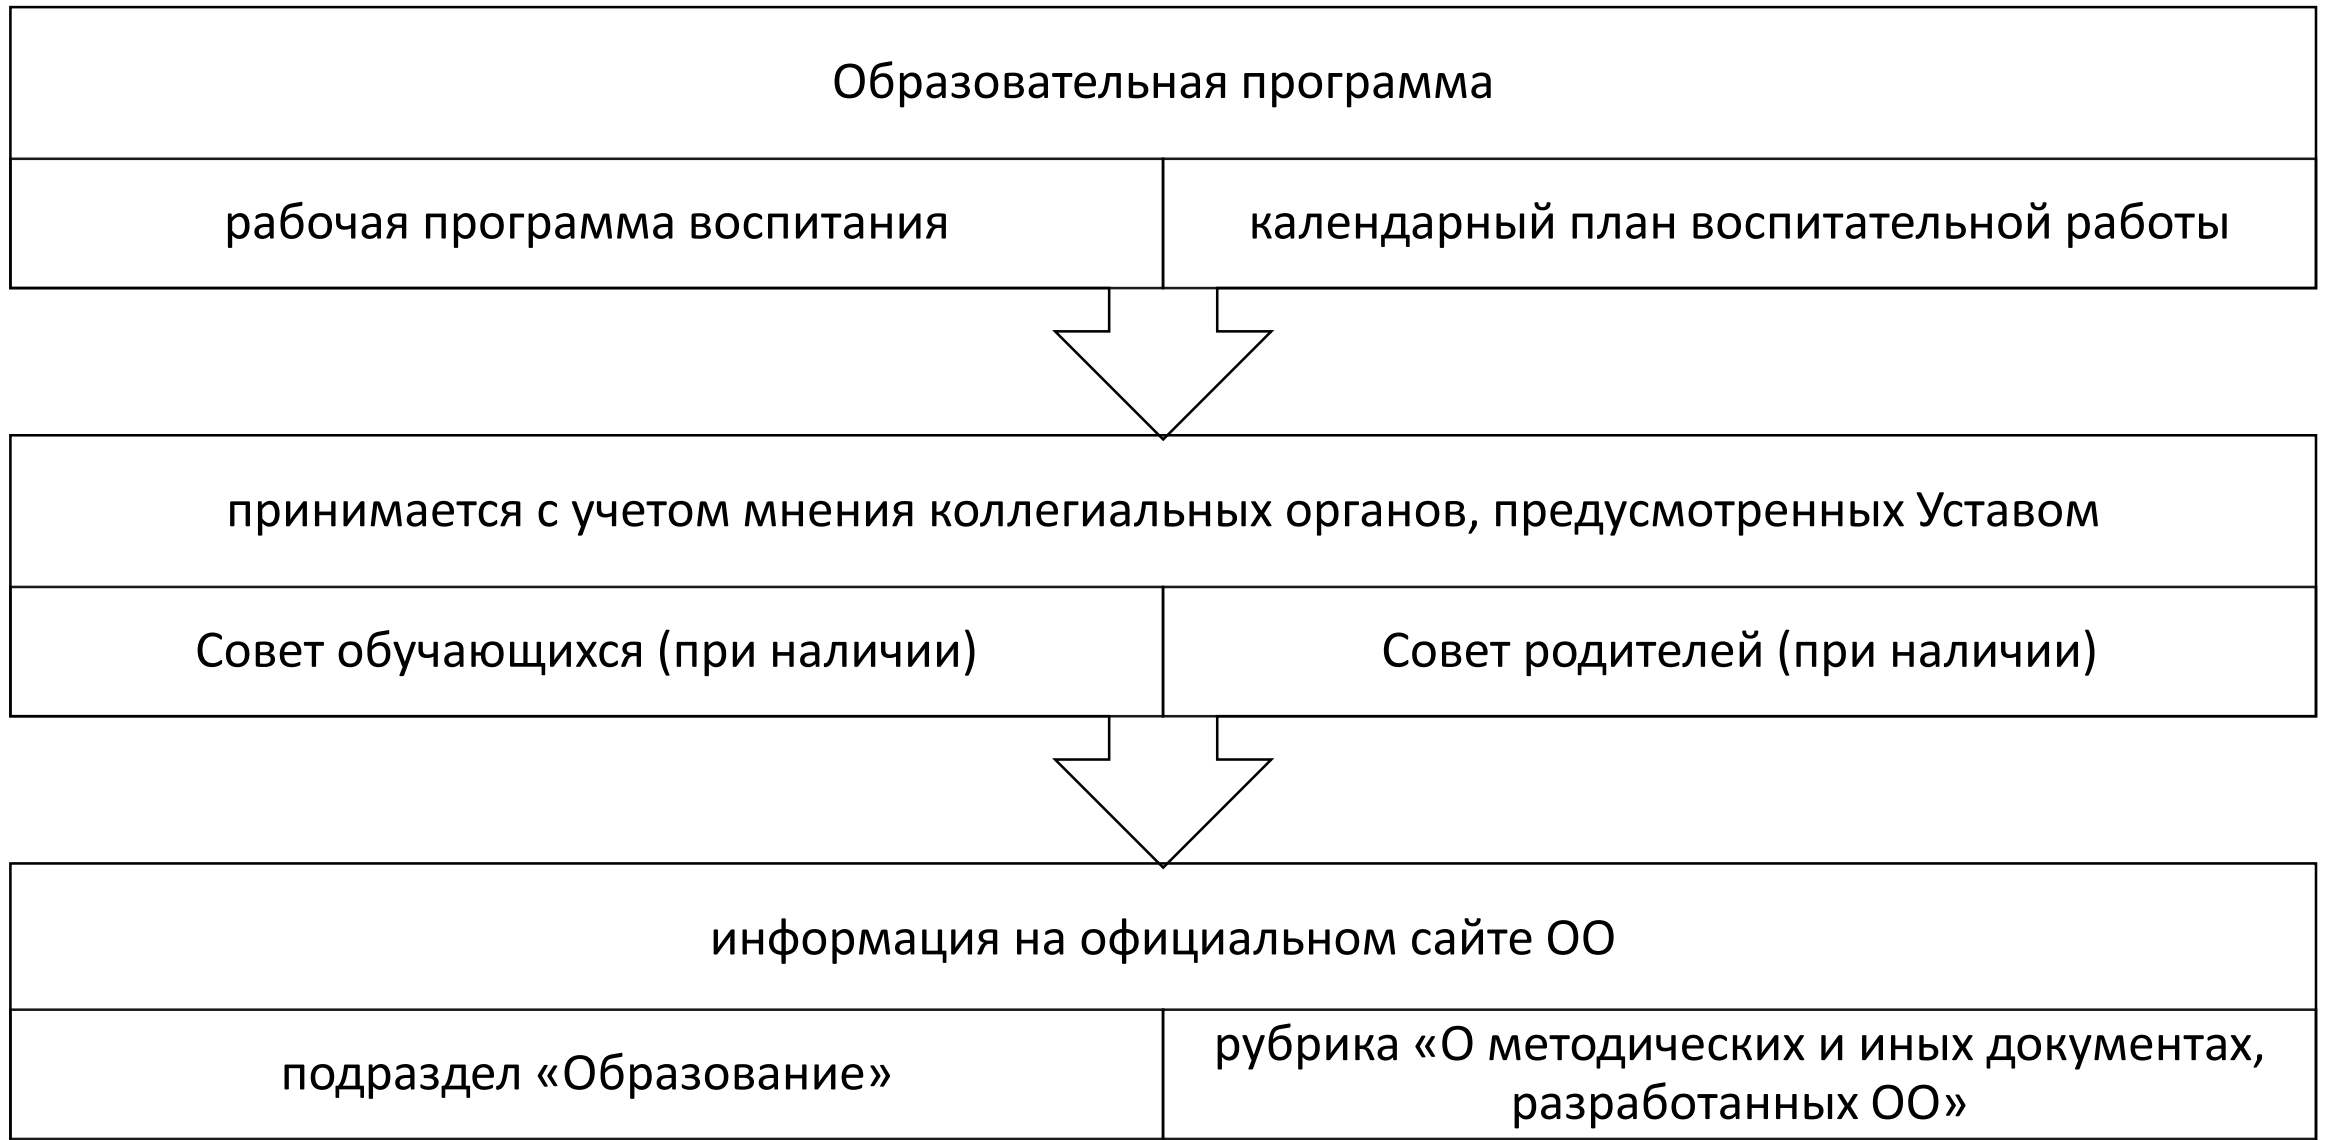 Образовательная программа
рабочая программа воспитания
календарный план воспитательной работы
принимается с учетом мнения коллегиальных органов, предусмотренных Уставом
Совет обучающихся (при наличии)
Совет родителей (при наличии)
информация на официальном сайте ОО
подраздел «Образование»
рубрика «О методических и иных документах,
разработанных ОО»